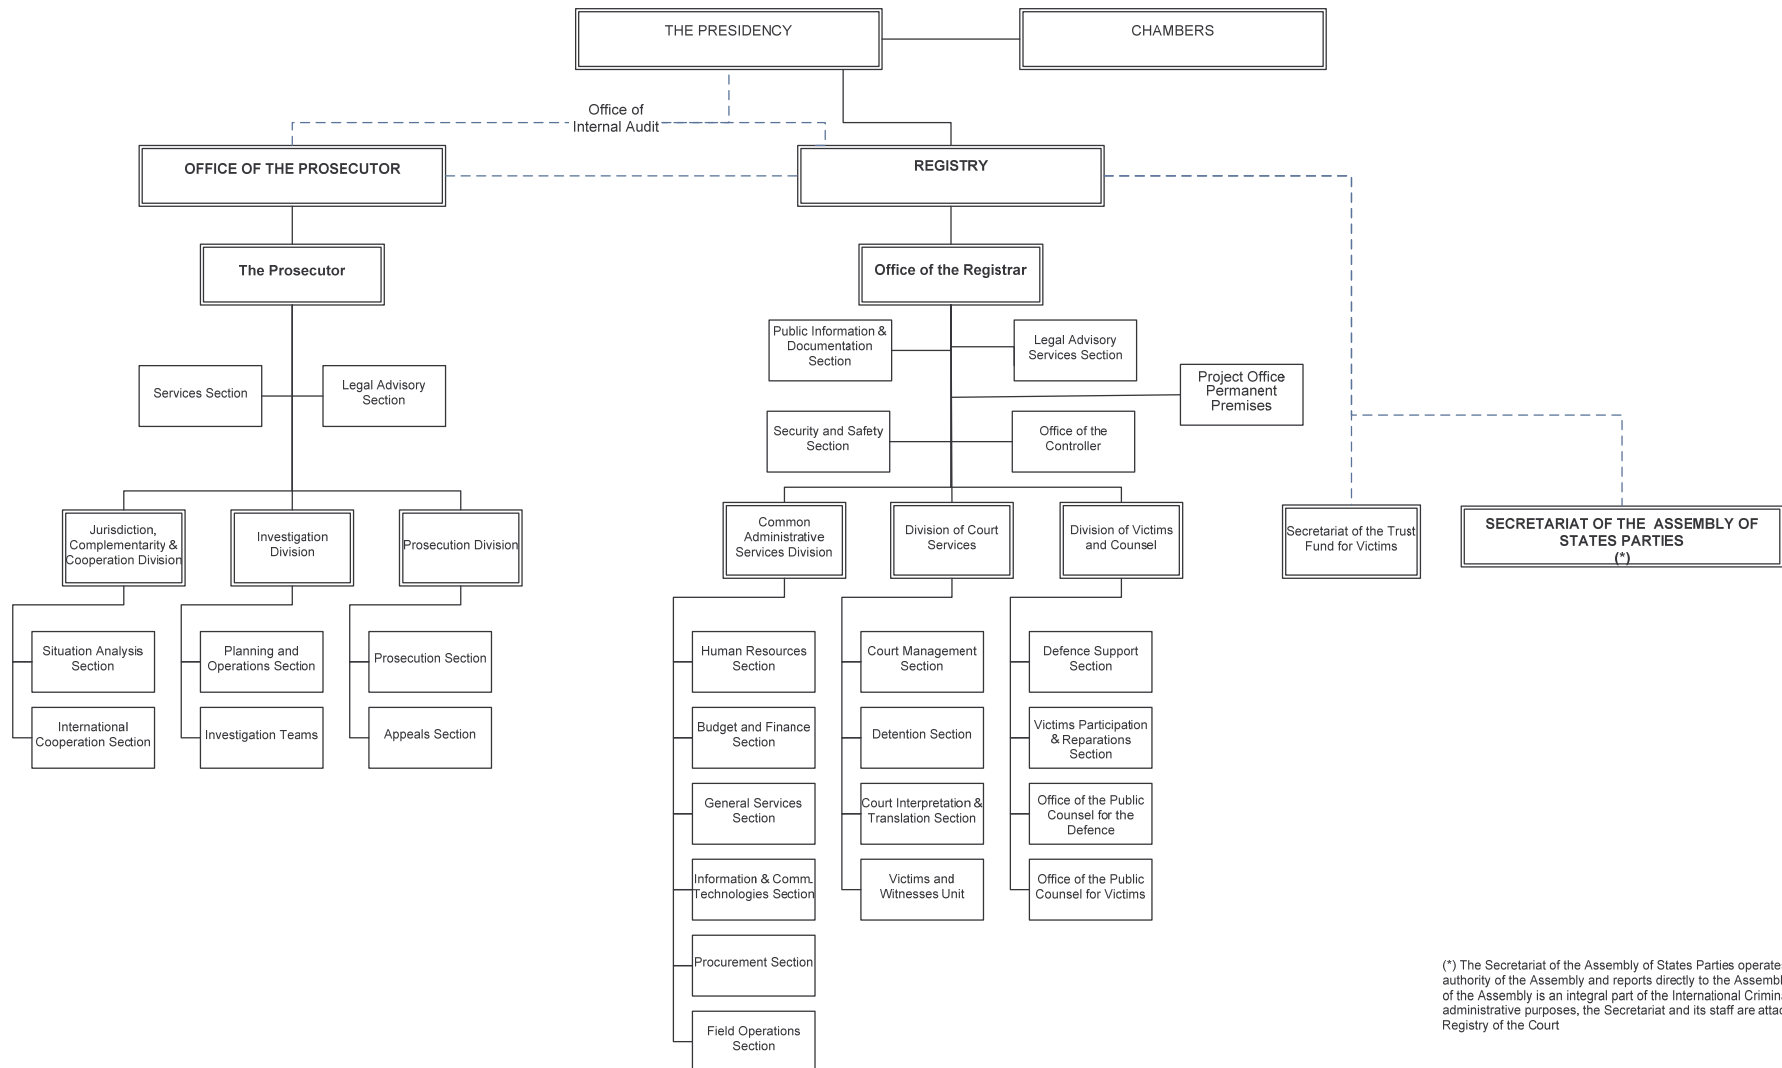 THE PRESIDENCY
CHAMBERS
Office of
Internal Audit
OFFICE OF THE PROSECUTOR
REGISTRY
The Prosecutor
Office of the Registrar
Public Information &
Documentation
Section
Legal Advisory
Services Section
Services Section
Legal Advisory
Section
Project Office
Permanent
Premises
Security and Safety
Section
Office of the
Controller
Jurisdiction,
Complementarity &
Cooperation Division
Investigation
Division
Prosecution Division
Common
Administrative
Services Division
Division of Court
Services
Division of Victims
and Counsel
Secretariat of the Trust
Fund for Victims
SECRETARIAT OF THE ASSEMBLY OF
STATES PARTIES
(*)
Situation Analysis
Section
Planning and
Operations Section
Prosecution Section
Human Resources
Section
Court Management
Section
Defence Support
Section
International
Cooperation Section
Investigation Teams
Appeals Section
Budget and Finance
Section
Detention Section
Victims Participation
& Reparations
Section
General Services
Section
Court Interpretation &
Translation Section
Office of the Public
Counsel for the
Defence
Information & Comm.
Technologies Section
Victims and
Witnesses Unit
Office of the Public
Counsel for Victims
Procurement Section
Field Operations
Section
(*) The Secretariat of the Assembly of States Parties operate
authority of the Assembly and reports directly to the Assembl
of the Assembly is an integral part of the International Crimin
administrative purposes, the Secretariat and its staff are attac
Registry of the Court